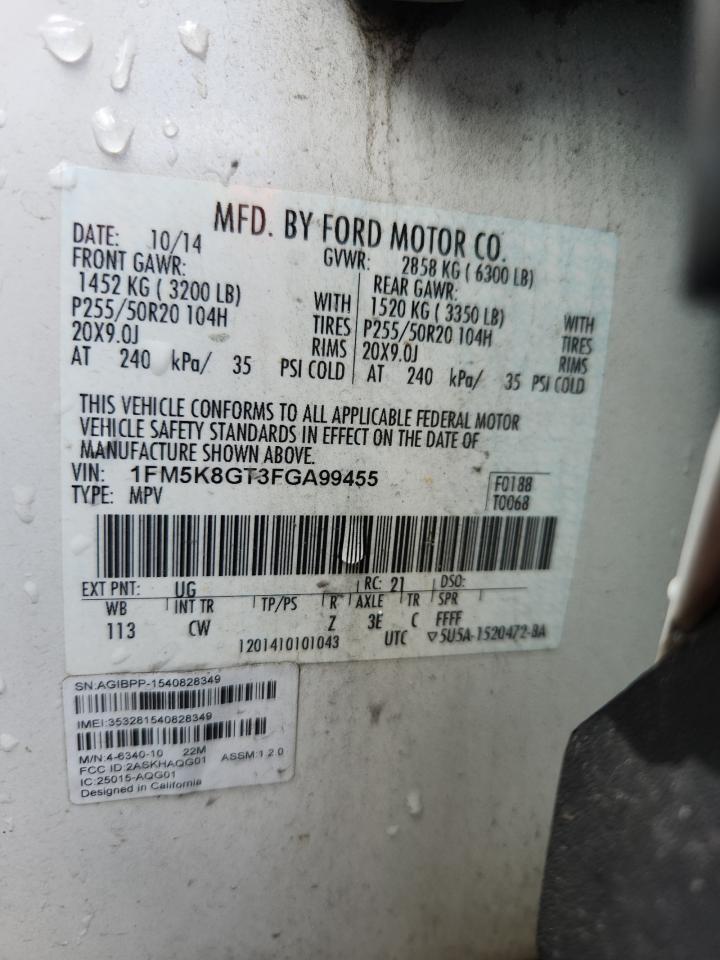 MFD. BY FORD MOTOR CO.
DATE: 10/14
GVWR: 2858 KG ( 6300 LB)
FRONT GAWR:
1452 KG ( 3200 LB) WITH
P255/50R20 104H TIRES
20X9.0J RIMS
AT 240 kPa/ 35 PSI COLD
REAR GAWR:
1520 KG ( 3350 LB) WITH
P255/50R20 104H TIRES
20X9.0J RIMS
AT 240 kPa/ 35 PSI COLD
THIS VEHICLE CONFORMS TO ALL APPLICABLE FEDERAL MOTOR
VEHICLE SAFETY STANDARDS IN EFFECT ON THE DATE OF
MANUFACTURE SHOWN ABOVE.
VIN: 1FM5K8GT3FGA99455
TYPE: MPV
F0188
T0068
EXT PNT: UG RC: 21 DSO:
WB INT TR TP/PS R AXLE TR SPR
113 CW Z 3E C FFFF
1201410101043 UTC ▽5U5A-1520472-BA
SN:AGIBPP-1540828349
IMEI:353281540828349
M/N:4-6340-10 22M
FCC ID:2ASKHAQG01 ASSM:1.2.0
IC:25015-AQG01
Designed in California